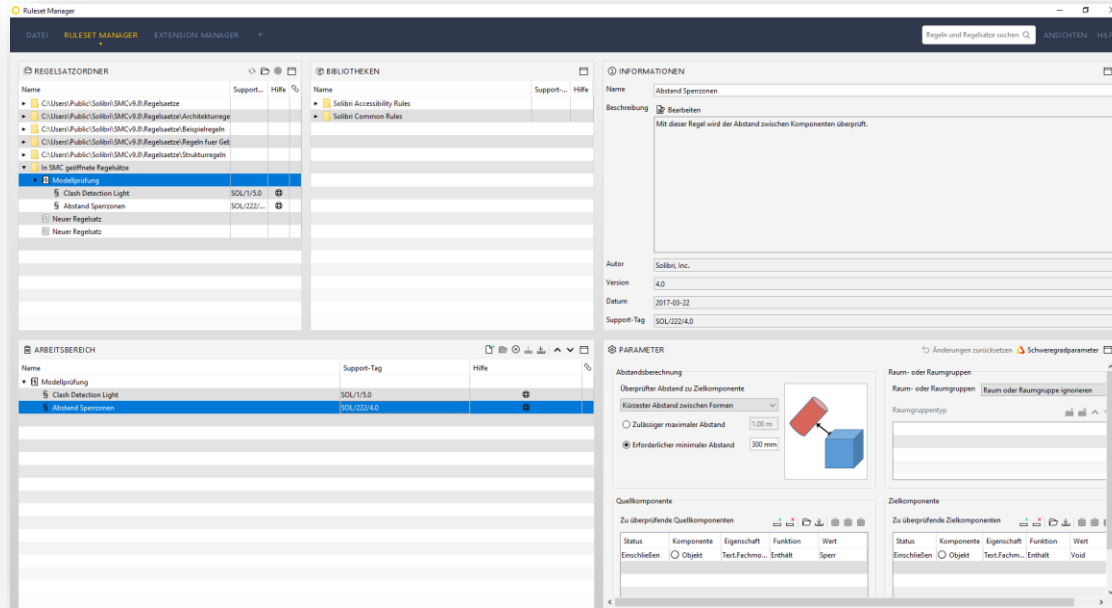 Ruleset Manager
DATEI RULESET MANAGER EXTENSION MANAGER +
Regeln und Regelsätze suchen
ANSICHTEN
REGELSATZORDNER
Name Support... Hilfe
C:\Users\Public\Solibri\SMCv9.8\Regelsaetze
C:\Users\Public\Solibri\SMCv9.8\Regelsaetze\Architekturrege
C:\Users\Public\Solibri\SMCv9.8\Regelsaetze\Beispielregeln
C:\Users\Public\Solibri\SMCv9.8\Regelsaetze\Regeln fuer Get
C:\Users\Public\Solibri\SMCv9.8\Regelsaetze\Strukturregeln
In SMC geöffnete Regelsätze
Modellprüfung
§ Clash Detection Light SOL/1/5.0
§ Abstand Sperrzonen SOL/222/...
Neuer Regelsatz
Neuer Regelsatz
BIBLIOTHEKEN
Name Support-... Hilfe
Solibri Accessibility Rules
Solibri Common Rules
INFORMATIONEN
Name Abstand Sperrzonen
Beschreibung Bearbeiten
Mit dieser Regel wird der Abstand zwischen Komponenten überprüft.
Autor Solibri, Inc.
Version 4.0
Datum 2017-03-22
Support-Tag SOL/222/4.0
ARBEITSBEREICH
Name Support-Tag Hilfe
Modellprüfung
§ Clash Detection Light SOL/1/5.0
§ Abstand Sperrzonen SOL/222/4.0
PARAMETER
Änderungen zurücksetzen Schweregradparameter
Abstandsberechnung
Überprüfter Abstand zu Zielkomponente
Kürzester Abstand zwischen Formen
Zulässiger maximaler Abstand 1.00 m
Erforderlicher minimaler Abstand 300 mm
Raum- oder Raumgruppen
Raum- oder Raumgruppen Raum oder Raumgruppe ignorieren
Raumgruppentyp
Quellkomponente
Zu überprüfende Quellkomponenten
Status Komponente Eigenschaft Funktion Wert
Einschließen Objekt Text.Fachmo... Enthält Sperr
Zielkomponente
Zu überprüfende Zielkomponenten
Status Komponente Eigenschaft Funktion Wert
Einschließen Objekt Text.Fachm... Enthält Void